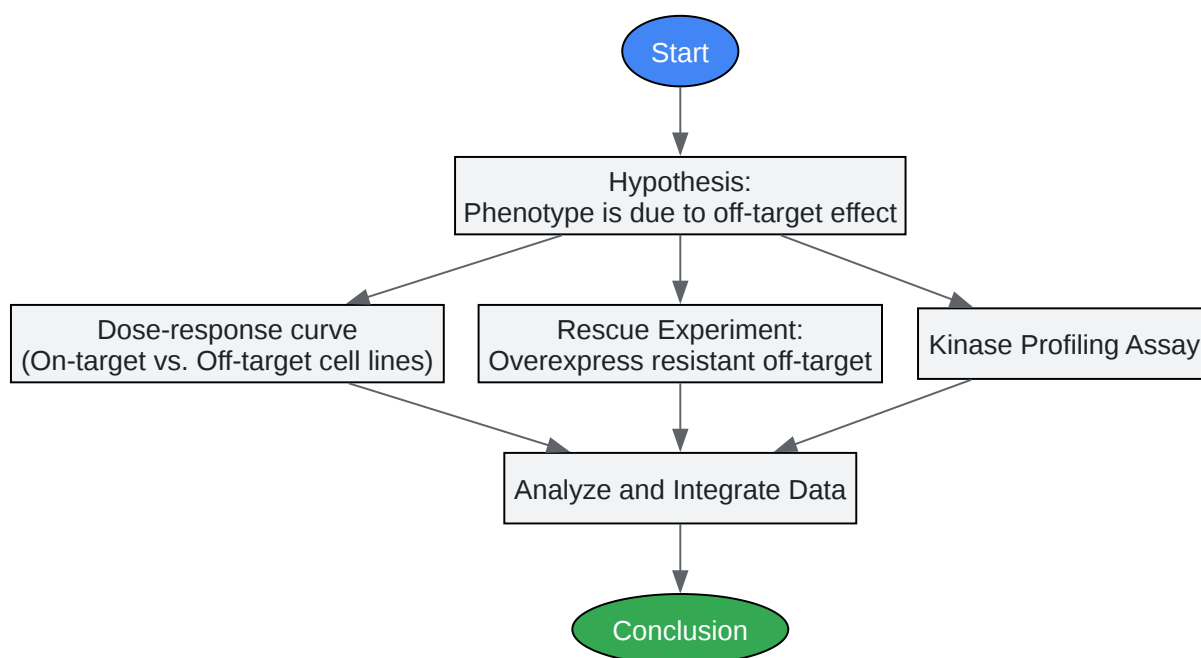 Start
Hypothesis:
Phenotype is due to off-target effect
Dose-response curve
(On-target vs. Off-target cell lines)
Rescue Experiment:
Overexpress resistant off-target
Kinase Profiling Assay
Analyze and Integrate Data
Conclusion